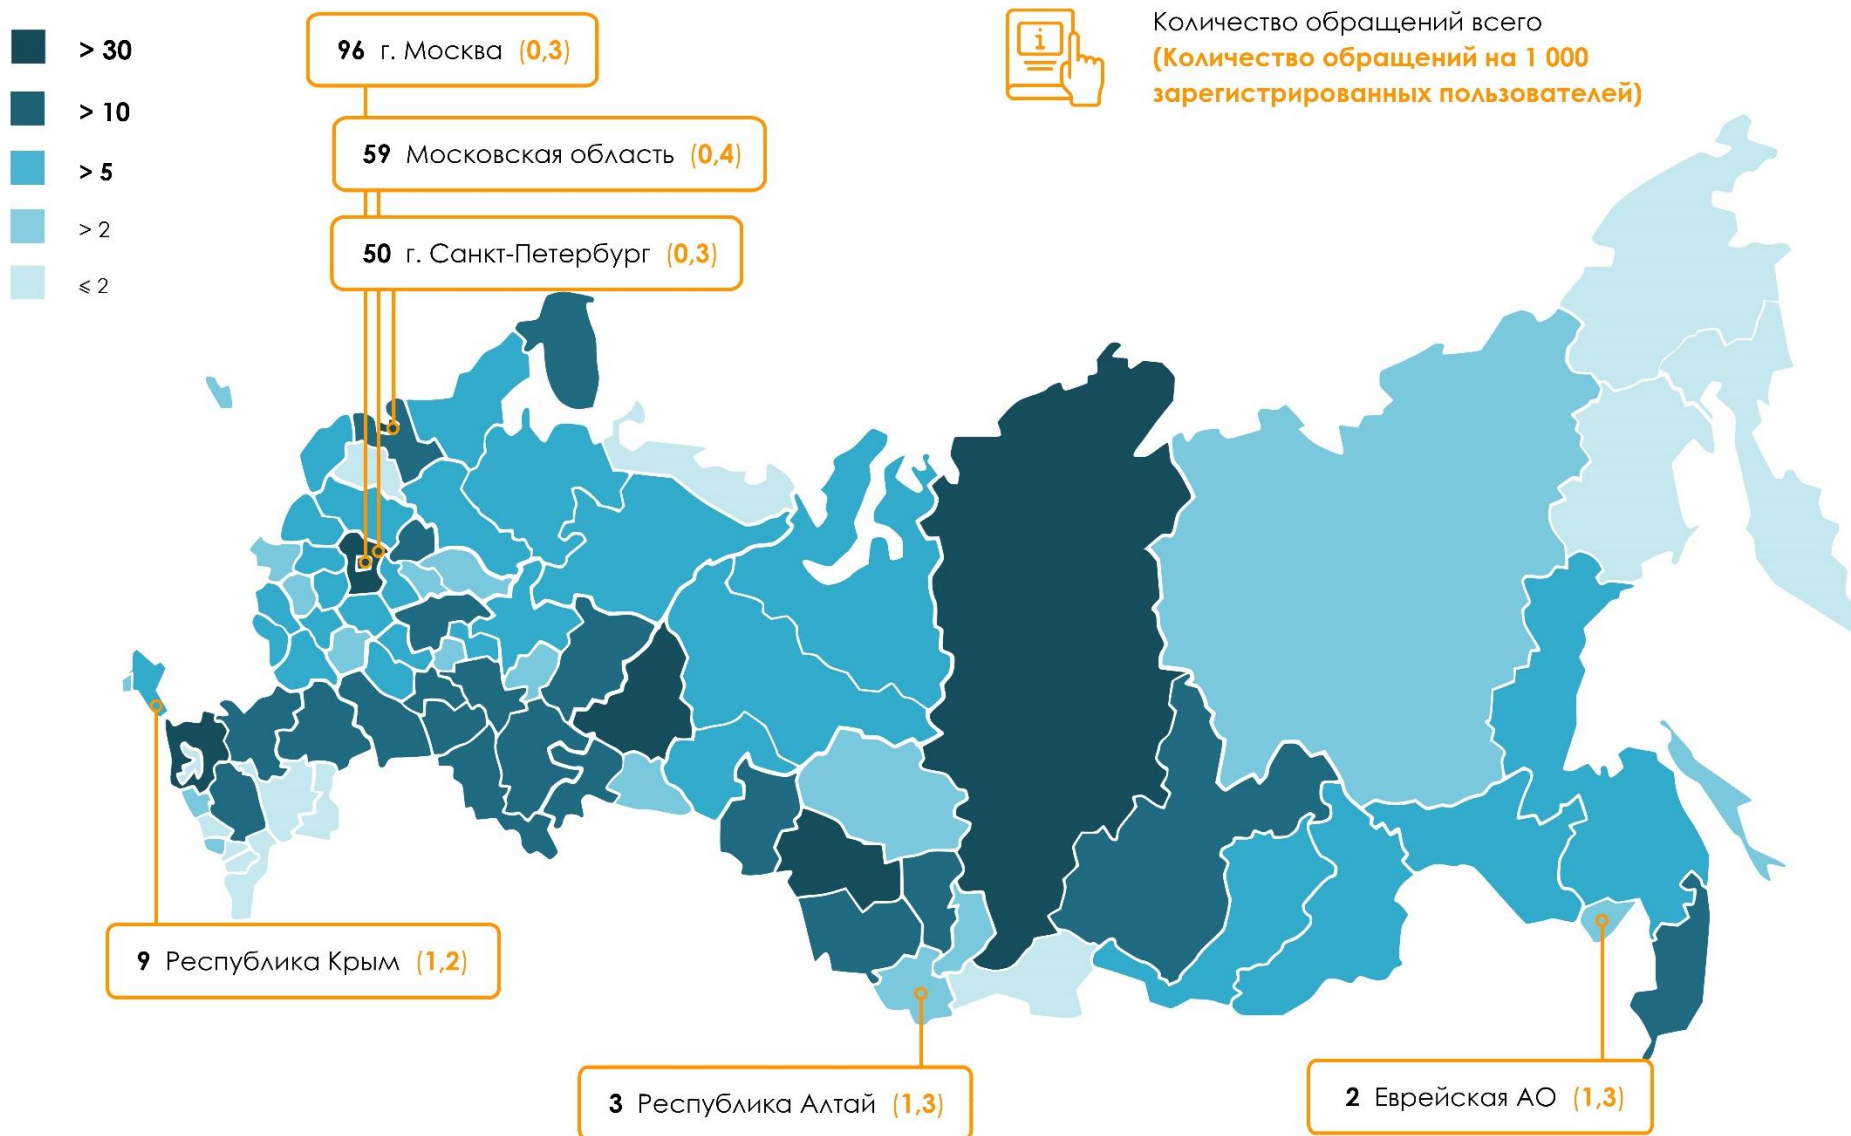 > 30
> 10
> 5
> 2
⩽ 2
96 г. Москва (0,3)
59 Московская область (0,4)
50 г. Санкт-Петербург (0,3)
Количество обращений всего
(Количество обращений на 1 000
зарегистрированных пользователей)
9 Республика Крым (1,2)
3 Республика Алтай (1,3)
2 Еврейская АО (1,3)